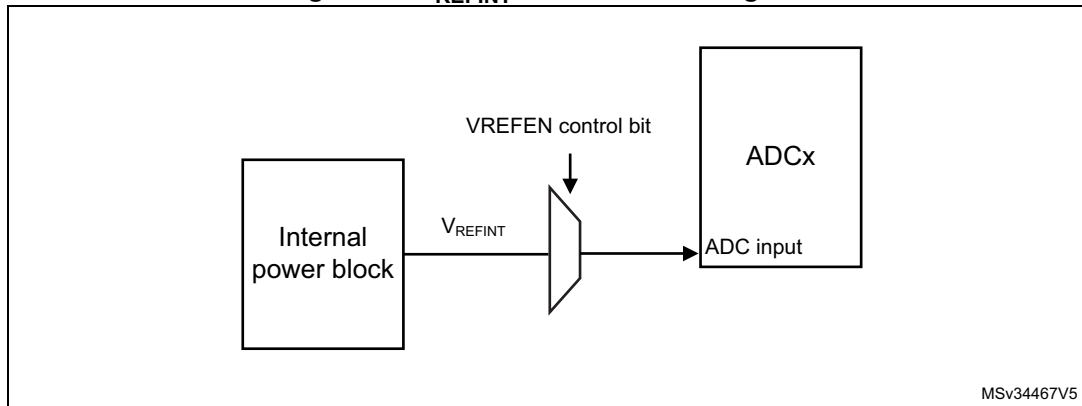 VREFEN control bit
ADCx
Internal
power block
VREFINT
ADC input
MSv34467V5